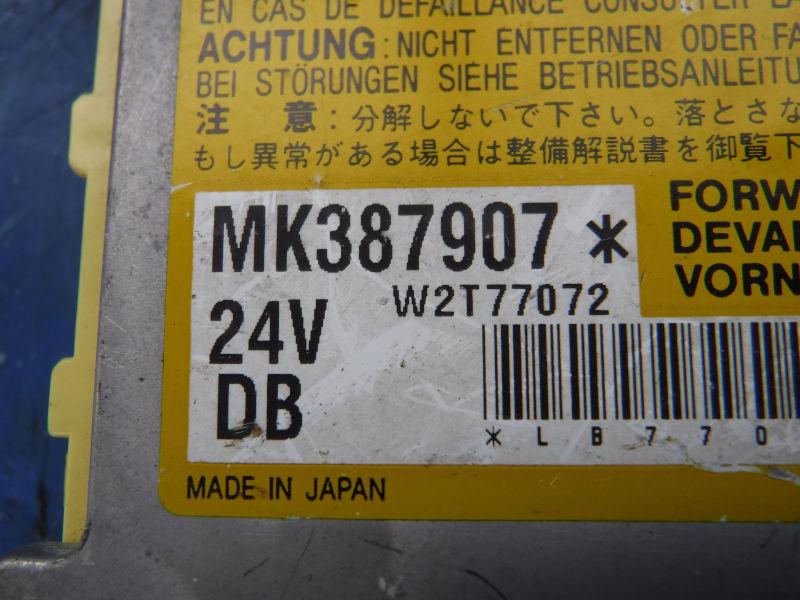 EN CAS DE DEFAILLANCE CONSULTER
ACHTUNG : NICHT ENTFERNEN ODER
BEI STÖRUNGEN SIEHE
注 意 : 分解しないで下さい。落とさな
もし異常がある場合は整備解説書を御覧下
FORW
MK387907 *
DEVA
VORN
W2T77072
24V
DB
* L B 7 7 0
MADE IN JAPAN